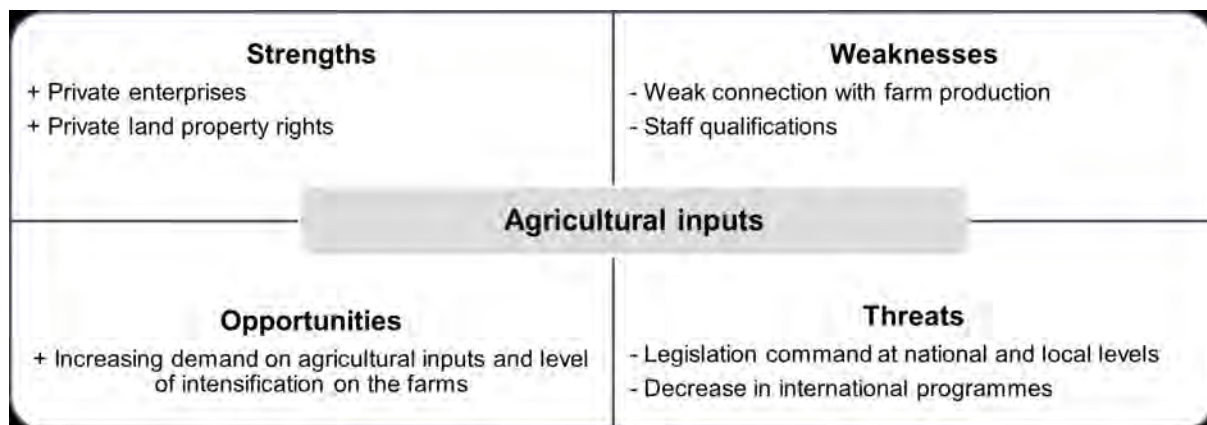 Strengths
+ Private enterprises
+ Private land property rights
Weaknesses
- Weak connection with farm production
- Staff qualifications
Agricultural inputs
Opportunities
+ Increasing demand on agricultural inputs and level
of intensification on the farms
Threats
- Legislation command at national and local levels
- Decrease in international programmes